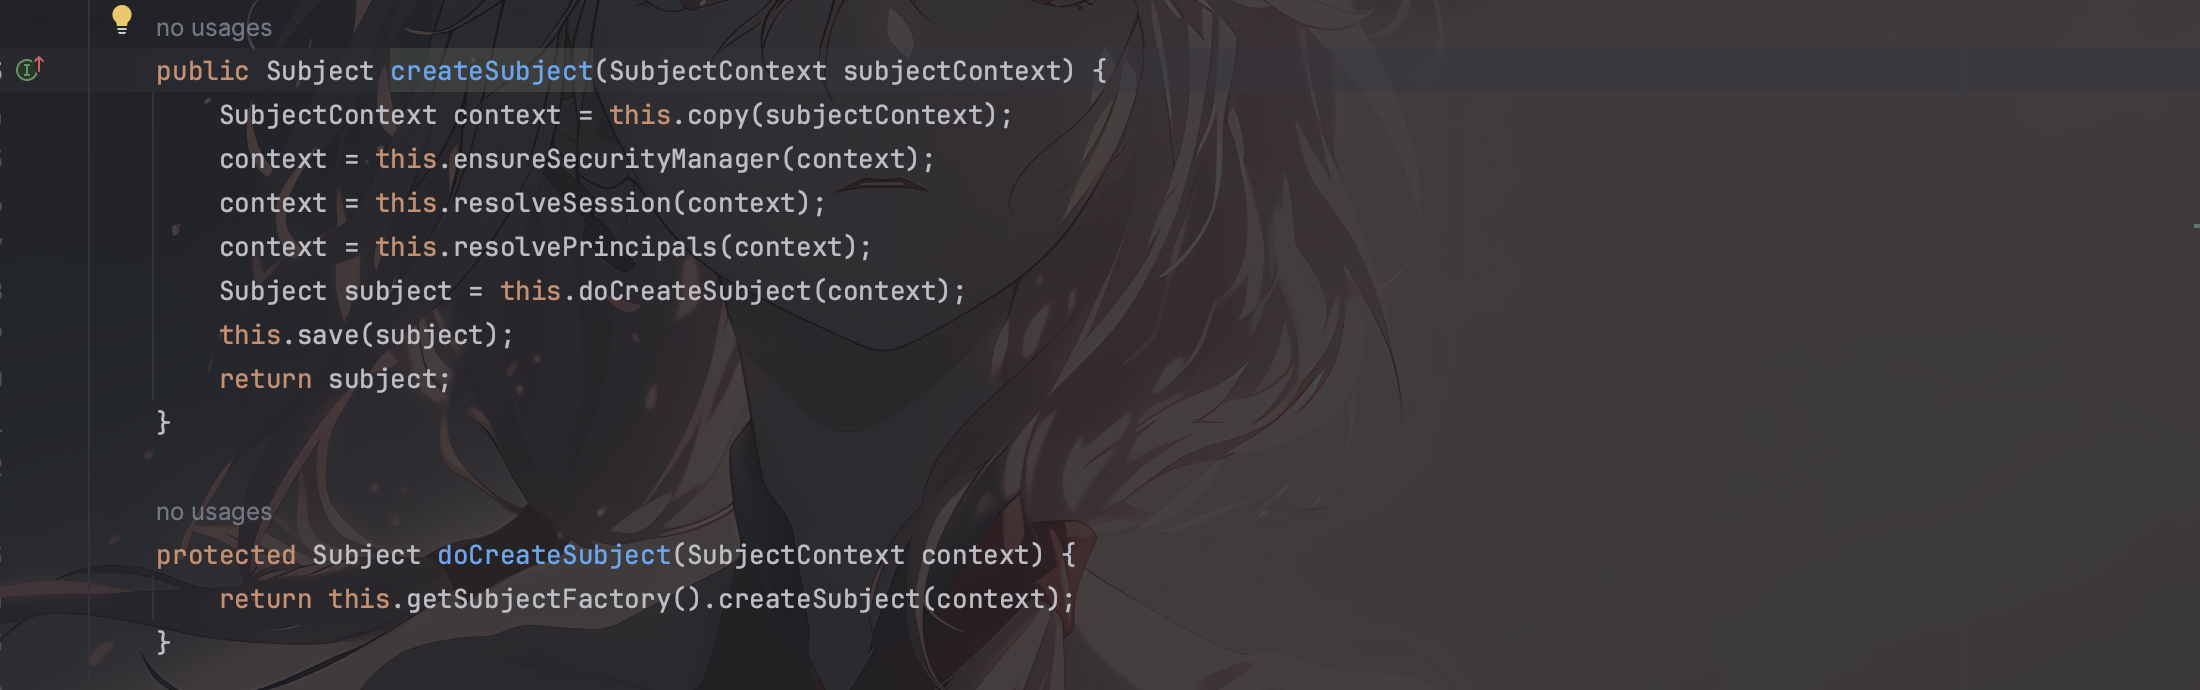 no usages
public Subject createSubject(SubjectContext subjectContext) {
SubjectContext context = this.copy(subjectContext);
context = this.ensureSecurityManager(context);
context = this.resolveSession(context);
context = this.resolvePrincipals(context);
Subject subject = this.doCreateSubject(context);
this.save(subject);
return subject;
}
no usages
protected Subject doCreateSubject(SubjectContext context) {
return this.getSubjectFactory().createSubject(context);
}